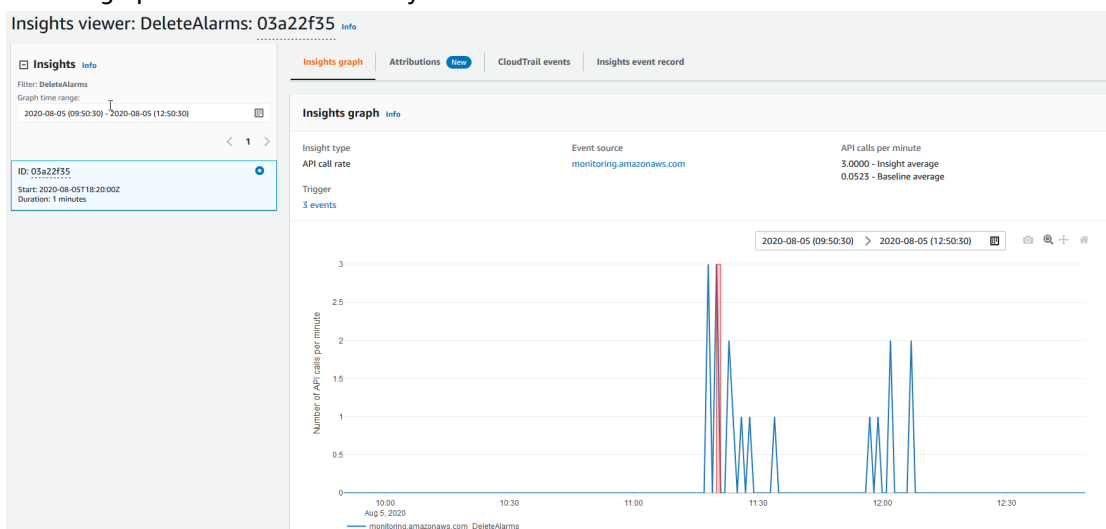 Insights viewer: DeleteAlarms: 03a22f35 Info
Insights Info
Filter: DeleteAlarms
Graph time range:
2020-08-05 (09:50:30) - 2020-08-05 (12:50:30)
< 1 >
ID: 03a22f35
Start: 2020-08-05T18:20:00Z
Duration: 1 minutes
Insights graph
Attributions New
CloudTrail events
Insights event record
Insights graph Info
Insight type
API call rate
Event source
monitoring.amazonaws.com
API calls per minute
3.0000 - Insight average
0.0523 - Baseline average
Trigger
3 events
2020-08-05 (09:50:30) > 2020-08-05 (12:50:30)
Number of API calls per minute
3
2.5
2
1.5
1
0.5
0
10:00
Aug 5, 2020
10:30
11:00
11:30
12:00
12:30
monitoring.amazonaws.com DeleteAlarms